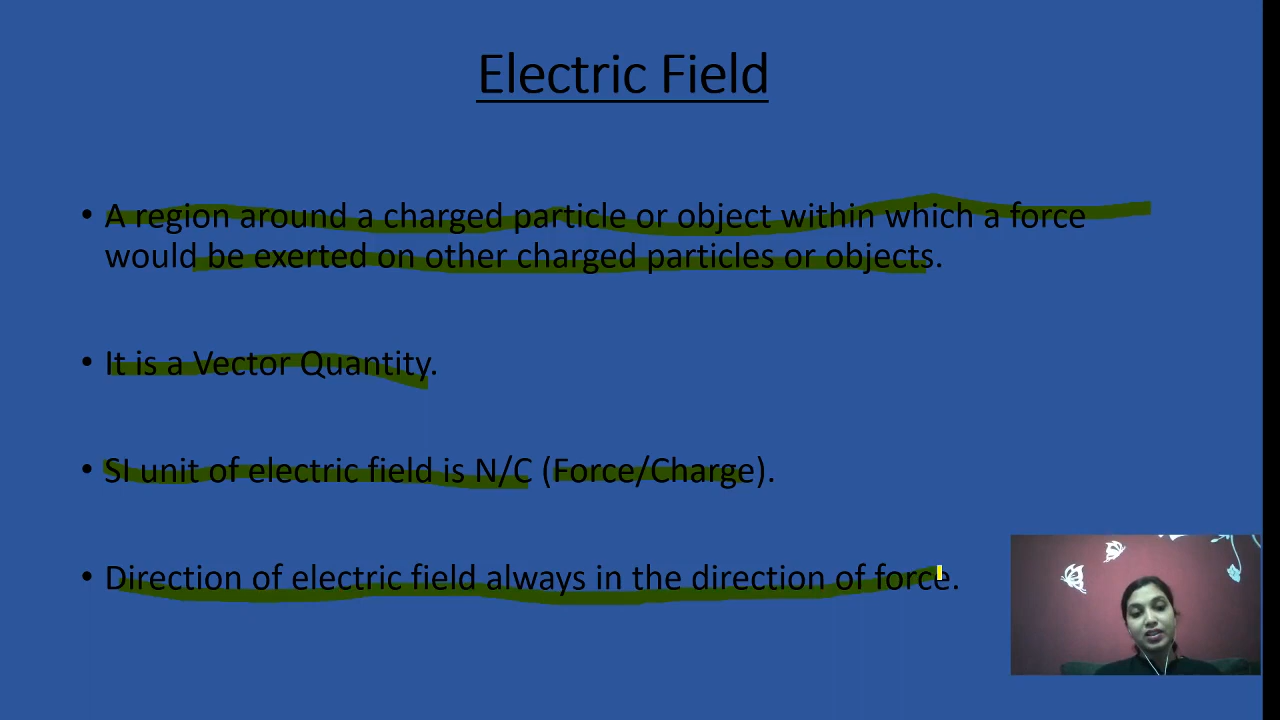 Electric Field
• A region around a charged particle or object within which a force
would be exerted on other charged particles or objects.
• It is a Vector Quantity.
• SI unit of electric field is N/C (Force/Charge).
• Direction of electric field always in the direction of force.